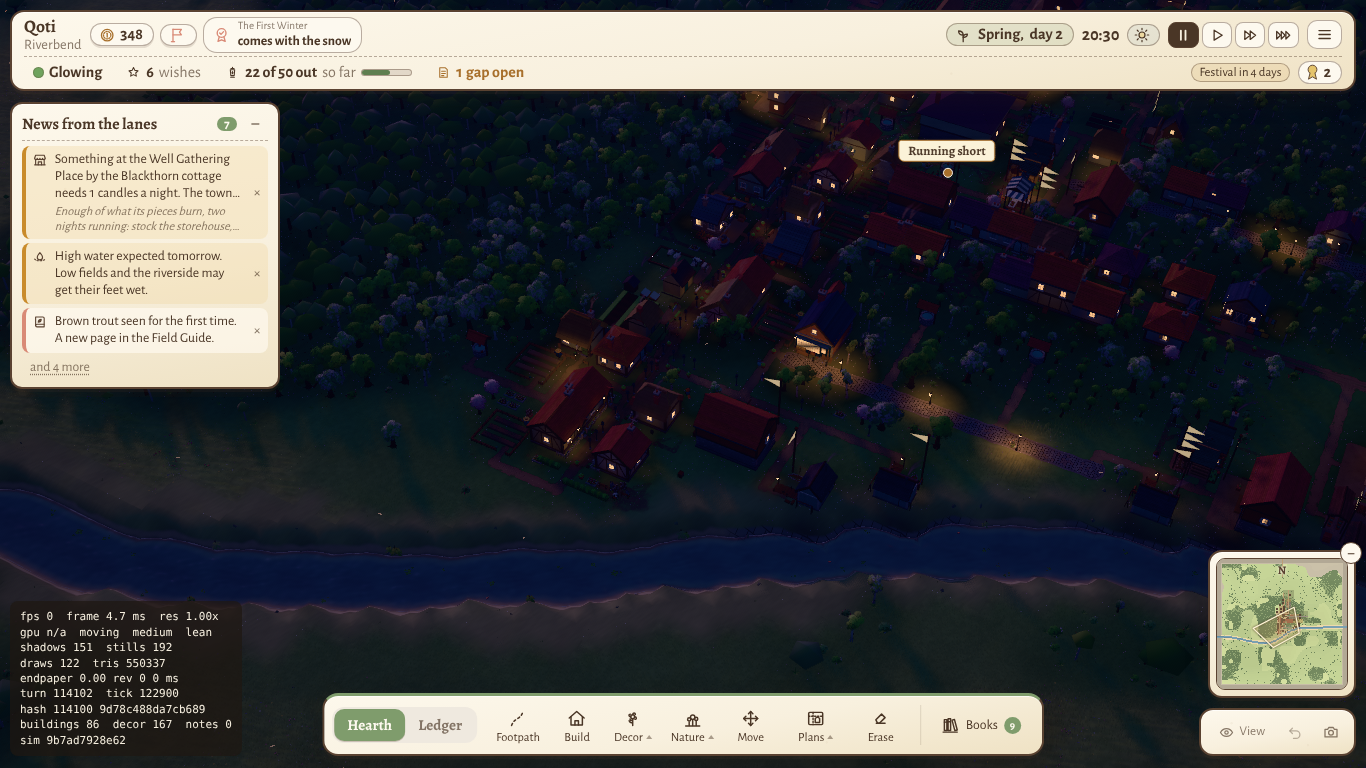 Qoti
Riverbend
348
The First Winter
comes with the snow
Spring, day 2
20:30
Glowing
6 wishes
22 of 50 out so far
1 gap open
Festival in 4 days
2
News from the lanes
7
Something at the Well Gathering
Place by the Blackthorn cottage
needs 1 candles a night. The town...
Enough of what its pieces burn, two
nights running: stock the storehouse,...
High water expected tomorrow.
Low fields and the riverside may
get their feet wet.
Brown trout seen for the first time.
A new page in the Field Guide.
and 4 more
Running short
N
fps 0 frame 4.7 ms res 1.00x
gpu n/a moving medium lean
shadows 151 stills 192
draws 122 tris 550337
endpaper 0.00 rev 0 0 ms
turn 114102 tick 122900
hash 114100 9d78c488da7cb689
buildings 86 decor 167 notes 0
sim 9b7ad7928e62
Hearth
Ledger
Footpath
Build
Decor
Nature
Move
Plans
Erase
Books
9
View